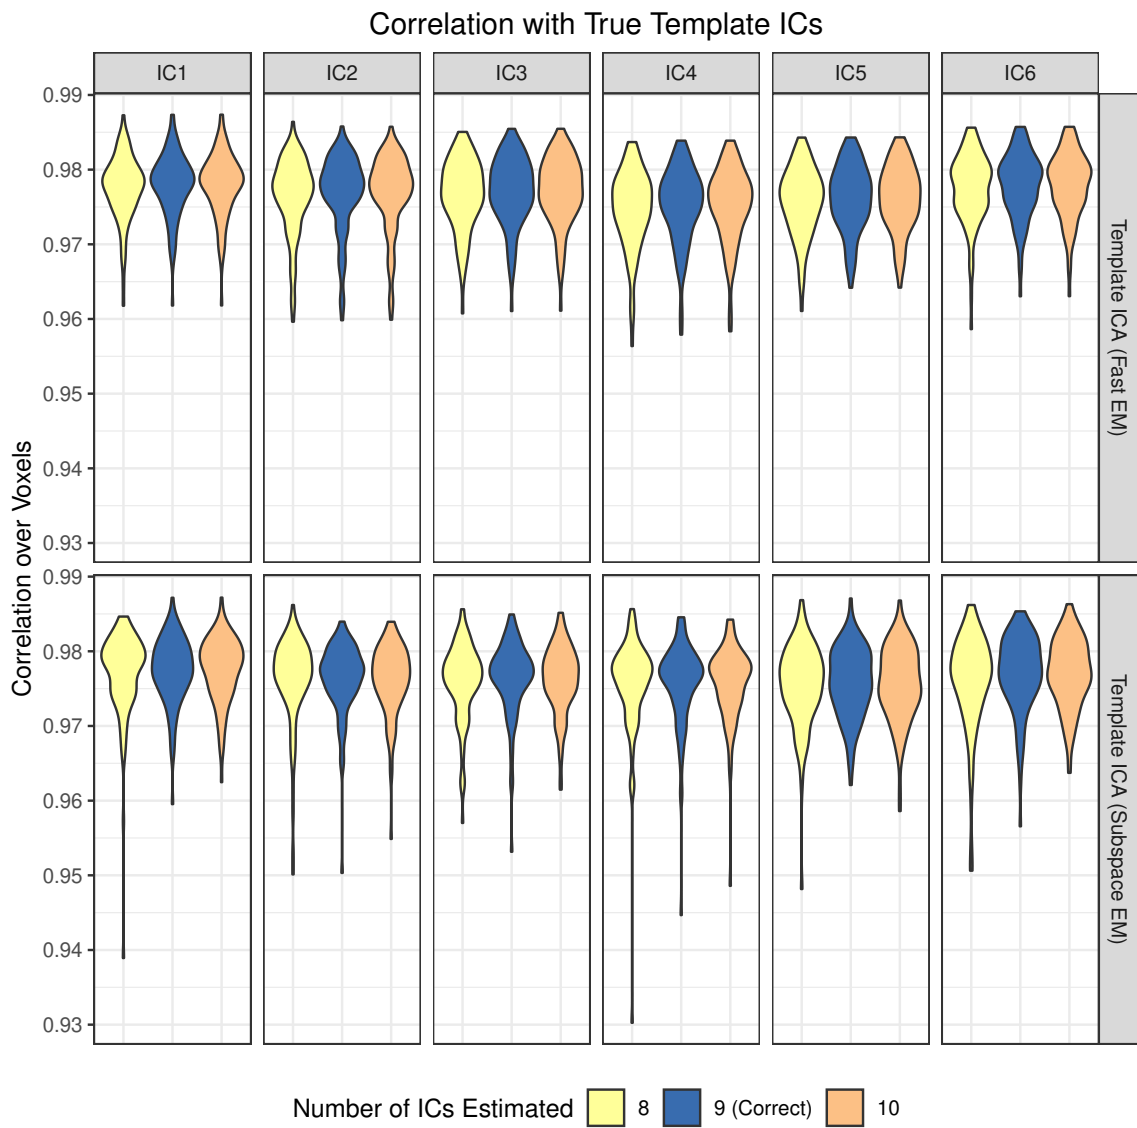 Correlation with True Template ICs
IC1 IC2 IC3 IC4 IC5 IC6
0.99
0.98
0.97
0.96
0.95
0.94
0.93
Template ICA (Fast EM)
Correlation over Voxels
0.99
0.98
0.97
0.96
0.95
0.94
0.93
Template ICA (Subspace EM)
Number of ICs Estimated 8 9 (Correct) 10